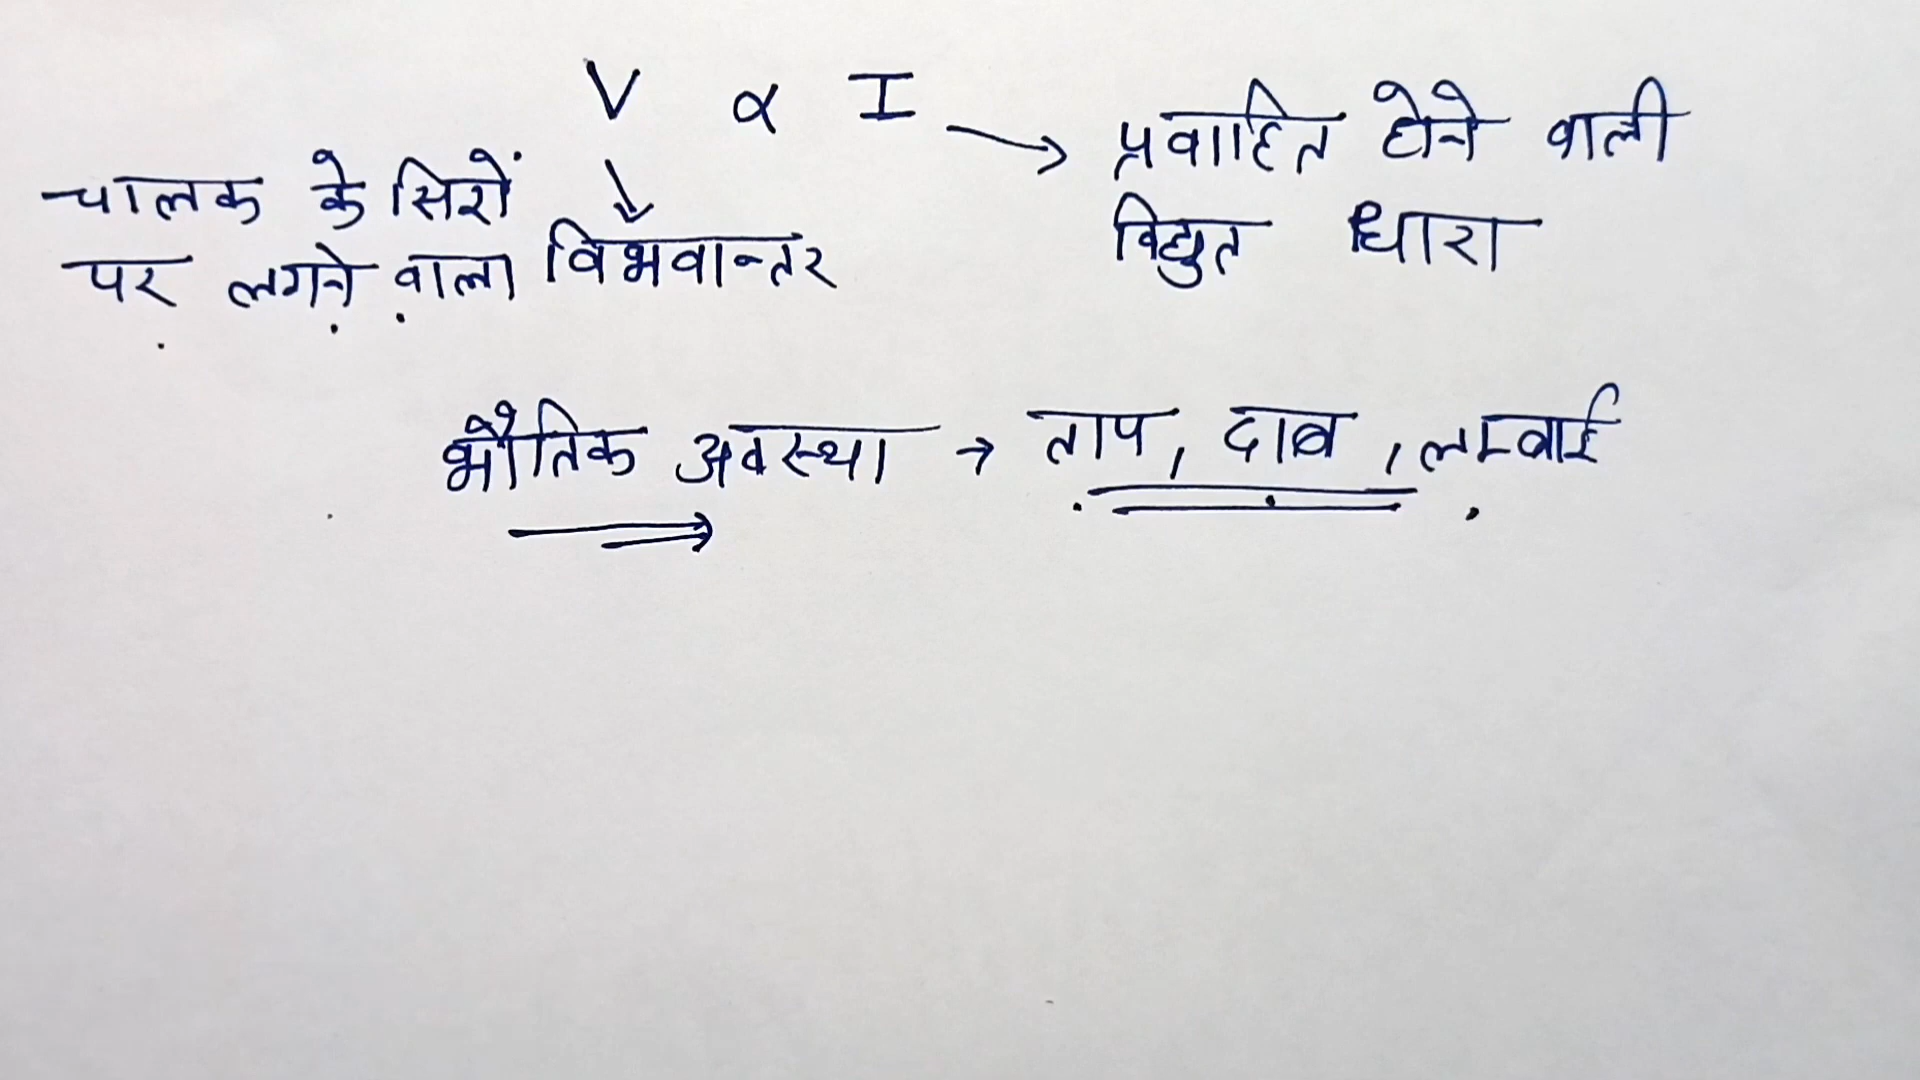 V ∝ I → प्रवाहित होने वाली
विद्युत धारा
चालक के सिरों ↓
पर लगने वाला विभवान्तर
भौतिक अवस्था → ताप, दाब, लम्बाई